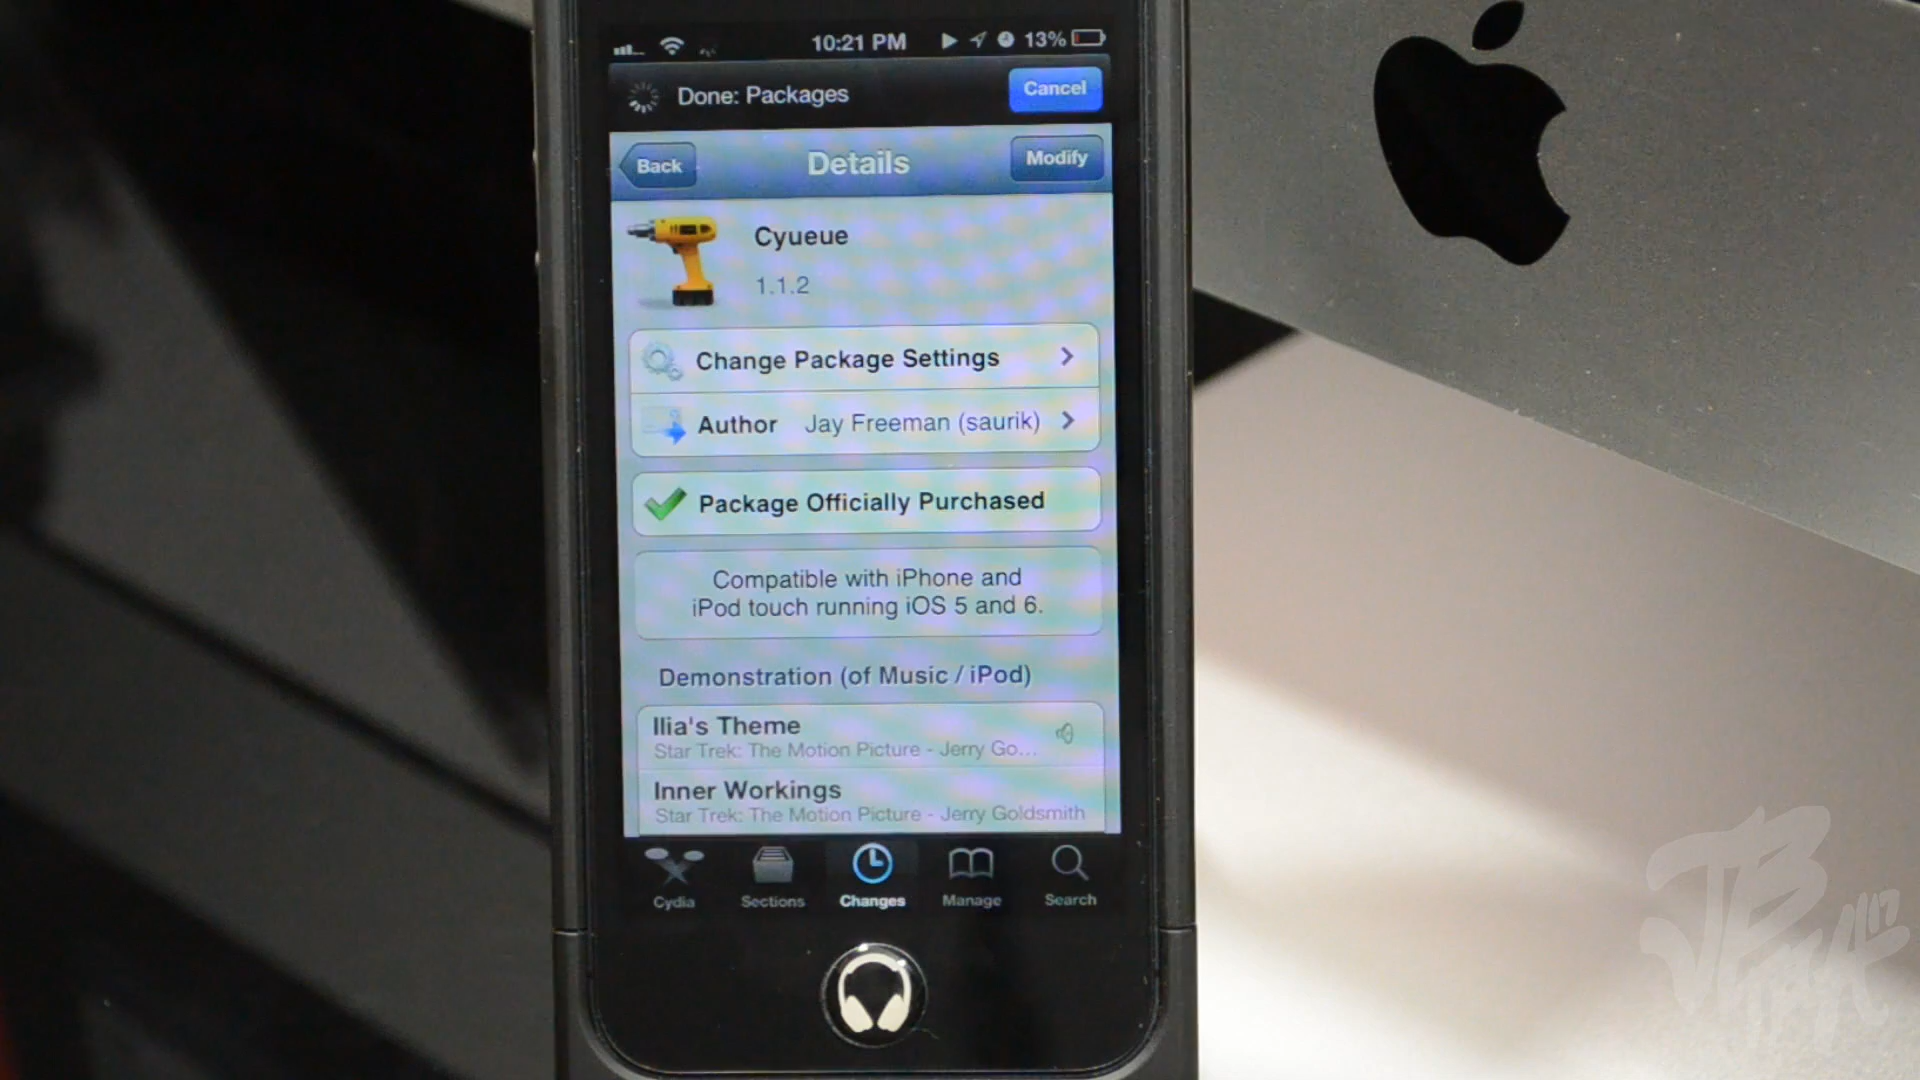 10:21 PM 13%
Done: Packages Cancel
Back Details Modify
Cyueue
1.1.2
Change Package Settings
Author Jay Freeman (saurik)
Package Officially Purchased
Compatible with iPhone and
iPod touch running iOS 5 and 6.
Demonstration (of Music / iPod)
Ilia's Theme
Star Trek: The Motion Picture - Jerry Go...
Inner Workings
Star Trek: The Motion Picture - Jerry Goldsmith
Cydia Sections Changes Manage Search
JB